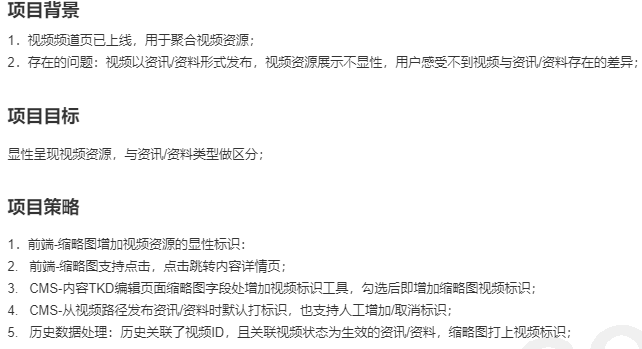 项目背景
1. 视频频道页已上线，用于聚合视频资源；
2. 存在的问题：视频以资讯/资料形式发布，视频资源展示不显性，用户感受不到视频与资讯/资料存在的差异；
项目目标
显性呈现视频资源，与资讯/资料类型做区分；
项目策略
1. 前端-缩略图增加视频资源的显性标识：
2. 前端-缩略图支持点击，点击跳转内容详情页；
3. CMS-内容TKD编辑页面缩略图字段处增加视频标识工具，勾选后即增加缩略图视频标识；
4. CMS-从视频路径发布资讯/资料时默认打标识，也支持人工增加/取消标识；
5. 历史数据处理：历史关联了视频ID，且关联视频状态为生效的资讯/资料，缩略图打上视频标识；